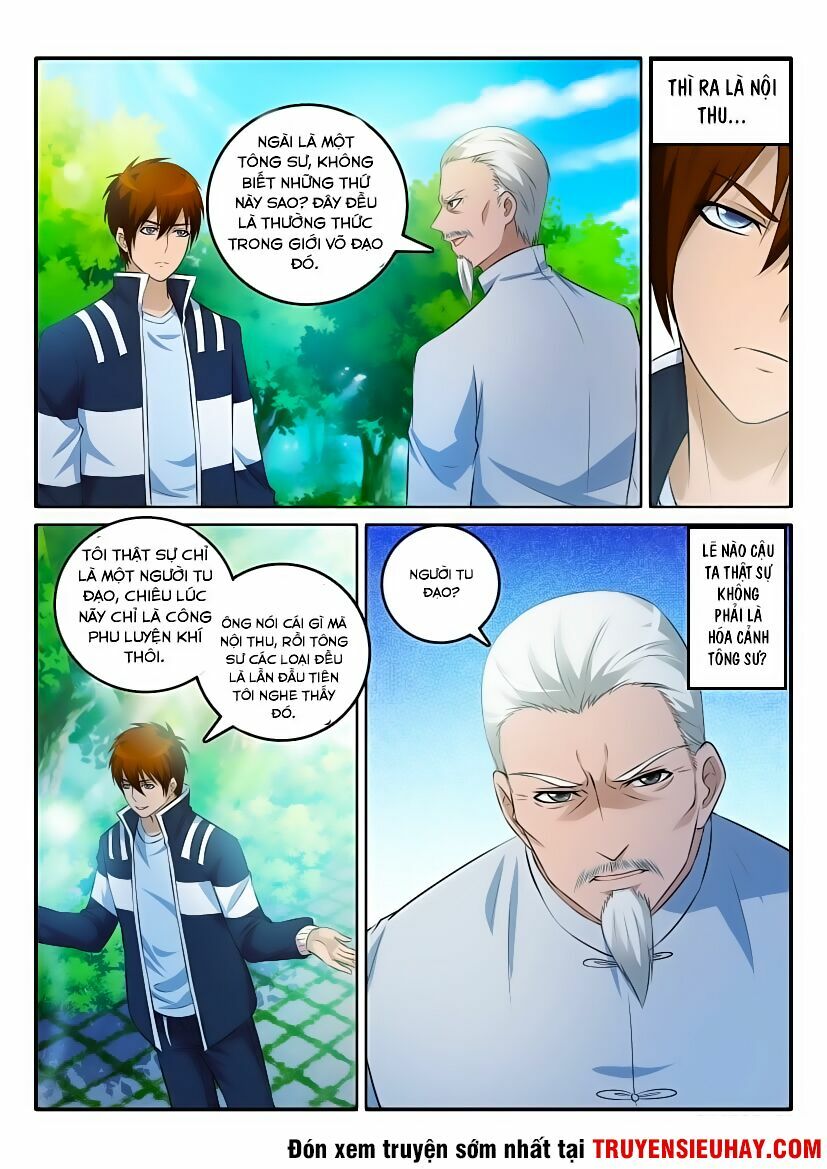 NGÀI LÀ MỘT
TÔNG SƯ, KHÔNG
BIẾT NHỮNG THỨ
NÀY SAO? ĐÂY ĐỀU
LÀ THƯỜNG THỨC
TRONG GIỚI VÕ ĐẠO
ĐÓ.
THÌ RA LÀ NỘI
THU...
TÔI THẬT SỰ CHỈ
LÀ MỘT NGƯỜI TU
ĐẠO, CHIÊU LÚC
NÃY CHỈ LÀ CÔNG
PHU LUYỆN KHÍ
THÔI.
ÔNG NÓI CÁI GÌ MÀ
NỘI THU, RỒI TÔNG
SƯ CÁC LOẠI ĐỀU
LÀ LẦN ĐẦU TIÊN
TÔI NGHE THẤY
ĐÓ.
NGƯỜI TU
ĐẠO?
LẼ NÀO CẬU
TA THẬT SỰ
KHÔNG
PHẢI LÀ
HÓA CẢNH
TÔNG SƯ?
Đón xem truyện sớm nhất tại TRUYENSIEUHAY.COM